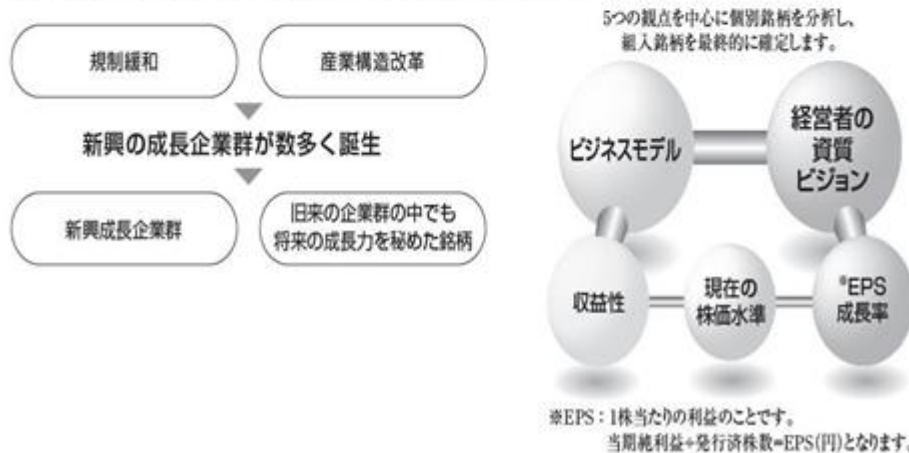 規制緩和
産業構造改革
新興の成長企業群が数多く誕生
新興成長企業群
旧来の企業群の中でも
将来の成長力を秘めた銘柄
5つの観点を中心に個別銘柄を分析し、
組入銘柄を最終的に確定します。
ビジネスモデル
経営者の
資質
ビジョン
収益性
現在の
株価水準
※EPS
成長率
※EPS：1株当たりの利益のことです。
当期純利益÷発行済株数=EPS(円)となります。